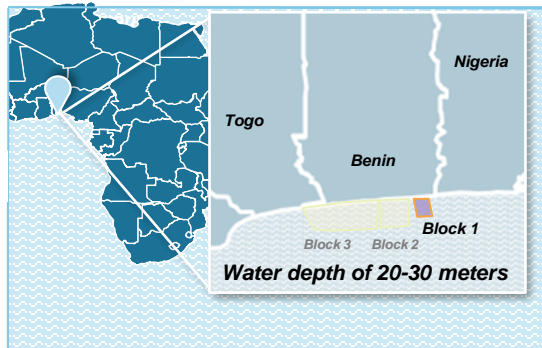 Nigeria
Togo
Benin
Block 1
Block 3
Block 2
Water depth of 20-30 meters